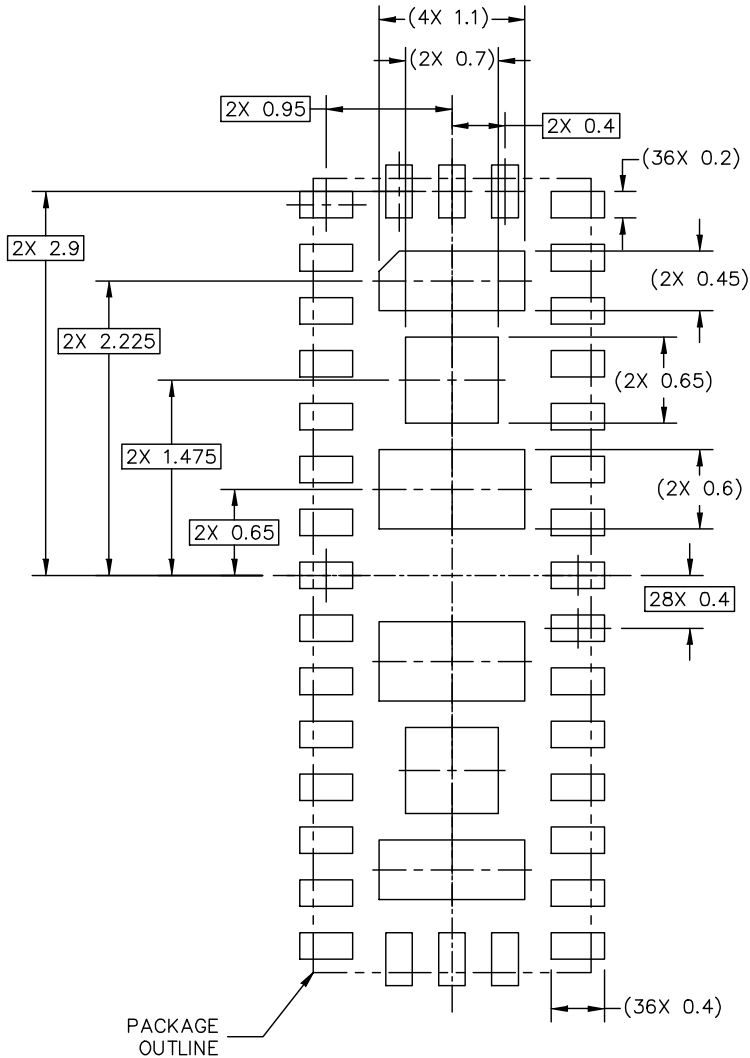 (4X 1.1)
(2X 0.7)
2X 0.95
2X 0.4
(36X 0.2)
2X 2.9
(2X 0.45)
2X 2.225
(2X 0.65)
2X 1.475
(2X 0.6)
2X 0.65
28X 0.4
(36X 0.4)
PACKAGE
OUTLINE